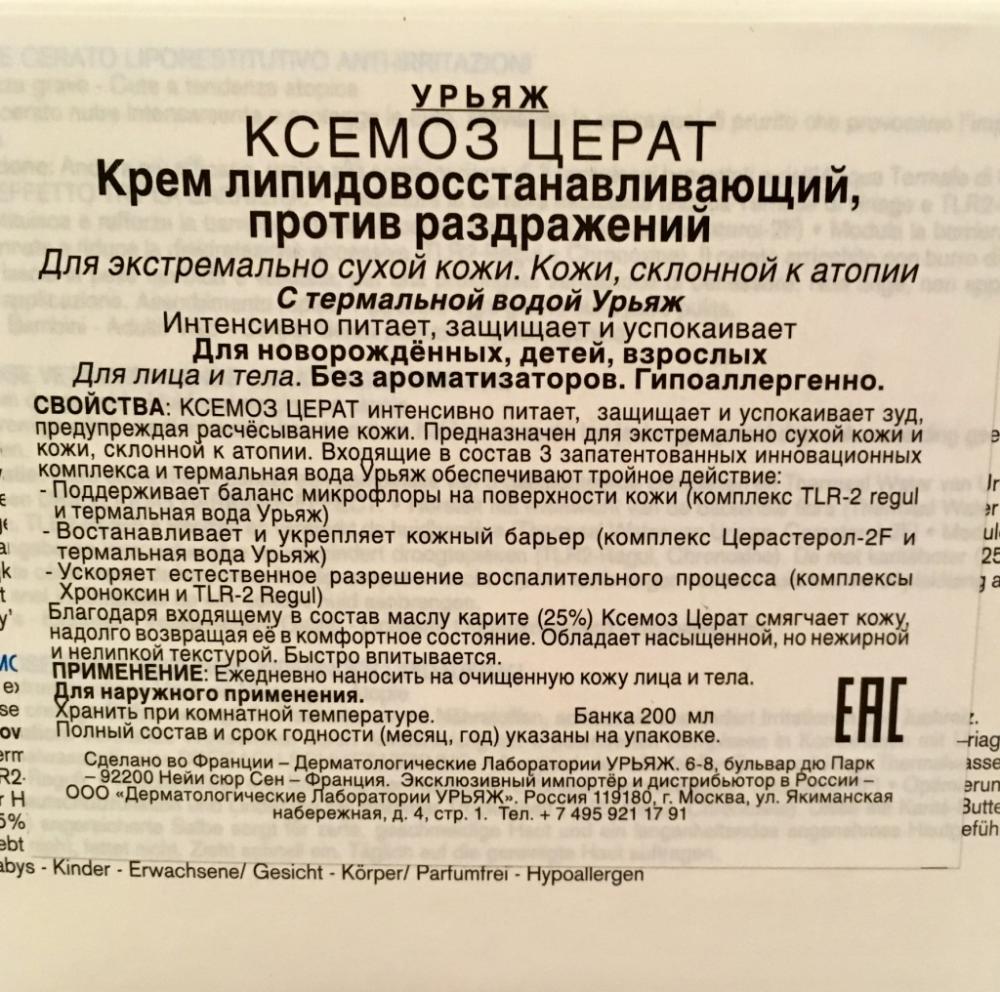 УРЬЯЖ
КСЕМОЗ ЦЕРАТ
Крем липидовосстанавливающий,
против раздражений
Для экстремально сухой кожи. Кожи, склонной к атопии
С термальной водой Урьяж
Интенсивно питает, защищает и успокаивает
Для новорождённых, детей, взрослых
Для лица и тела. Без ароматизаторов. Гипоаллергенно.
СВОЙСТВА: КСЕМОЗ ЦЕРАТ интенсивно питает, защищает и успокаивает зуд,
предупреждая расчёсывание кожи. Предназначен для экстремально сухой кожи и
кожи, склонной к атопии. Входящие в состав 3 запатентованных инновационных
комплекса и термальная вода Урьяж обеспечивают тройное действие:
- Поддерживает баланс микрофлоры на поверхности кожи (комплекс TLR-2 regul
и термальная вода Урьяж)
- Востанавливает и укрепляет кожный барьер (комплекс Церастерол-2F и
термальная вода Урьяж)
- Ускоряет естественное разрешение воспалительного процесса (комплексы
Хроноксин и TLR-2 Regul)
Благодаря входящему в состав маслу карите (25%) Ксемоз Церат смягчает кожу,
надолго возвращая её в комфортное состояние. Обладает насыщенной, но нежирной
и нелипкой текстурой. Быстро впитывается.
ПРИМЕНЕНИЕ: Ежедневно наносить на очищенную кожу лица и тела.
Для наружного применения.
Хранить при комнатной температуре. Банка 200 мл
Полный состав и срок годности (месяц, год) указаны на упаковке.
EAC
Сделано во Франции – Дерматологические Лаборатории УРЬЯЖ. 6-8, бульвар дю Парк
– 92200 Нейи сюр Сен – Франция. Эксклюзивный импортёр и дистрибьютор в России –
ООО «Дерматологические Лаборатории УРЬЯЖ». Россия 119180, г. Москва, ул. Якиманская
набережная, д. 4, стр. 1. Тел. + 7 495 921 17 91
abys - Kinder - Erwachsene/ Gesicht - Körper/ Parfumfrei - Hypoallergen